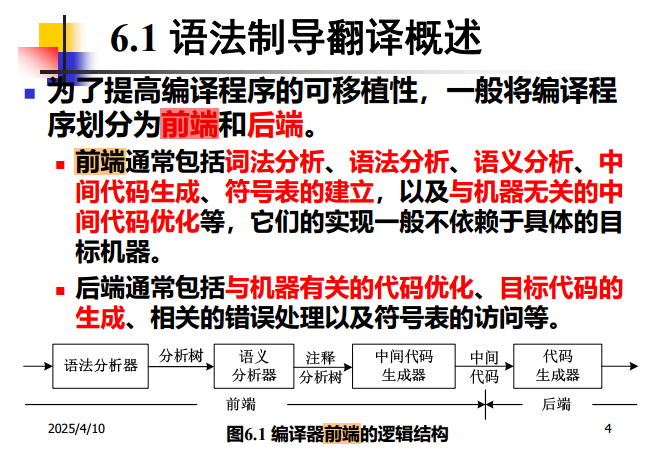 6.1 语法制导翻译概述
为了提高编译程序的可移植性，一般将编译程
序划分为前端和后端。
前端通常包括词法分析、语法分析、语义分析、中
间代码生成、符号表的建立，以及与机器无关的中
间代码优化等，它们的实现一般不依赖于具体的目
标机器。
后端通常包括与机器有关的代码优化、目标代码的
生成、相关的错误处理以及符号表的访问等。
语法分析器
分析树
语义
分析器
注释
分析树
中间代码
生成器
中间
代码
代码
生成器
前端
后端
2025/4/10
图6.1 编译器前端的逻辑结构
4